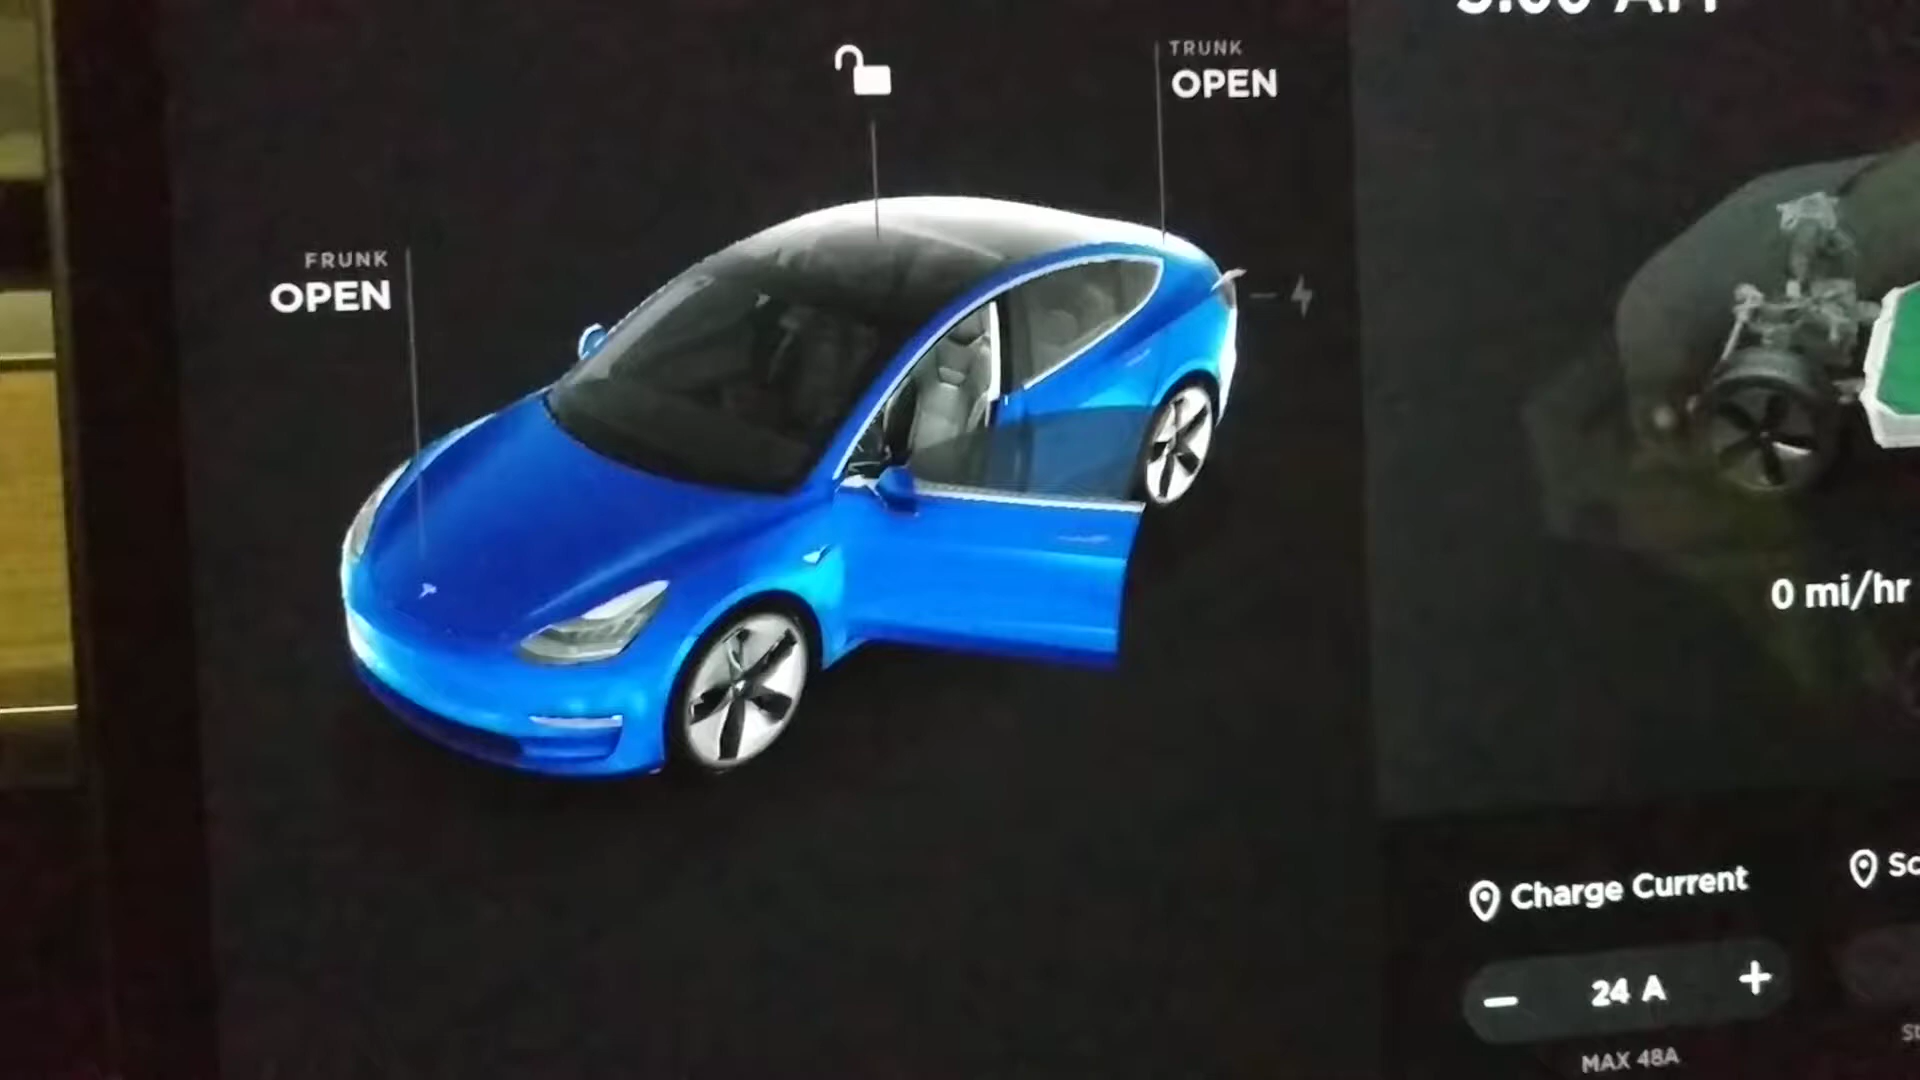 TRUNK
OPEN
FRUNK
OPEN
0 mi/hr
Charge Current
24 A
MAX 48A